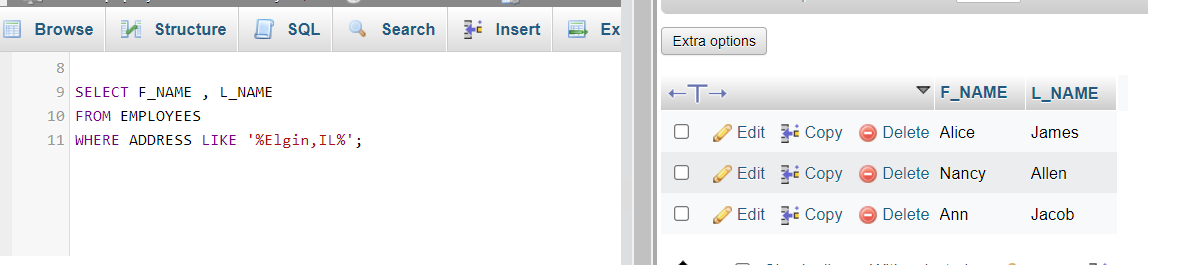 Browse Structure SQL Search Insert Ex
8
9 SELECT F_NAME , L_NAME
10 FROM EMPLOYEES
11 WHERE ADDRESS LIKE '%Elgin,IL%';
Extra options
←T→ F_NAME L_NAME
Edit Copy Delete Alice James
Edit Copy Delete Nancy Allen
Edit Copy Delete Ann Jacob